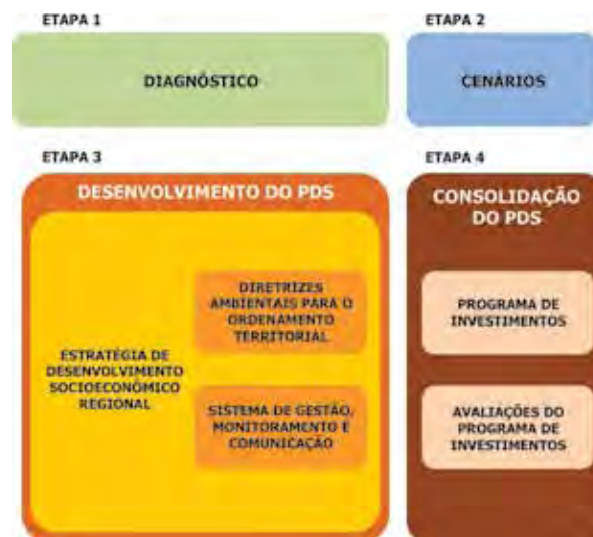 ETAPA 1
DIAGNÓSTICO
ETAPA 2
CENÁRIOS
ETAPA 3
DESENVOLVIMENTO DO PDS
ESTRATÉGIA DE
DESENVOLVIMENTO
SOCIOECONÔMICO
REGIONAL
DIRETRIZES
AMBIENTAIS PARA O
ORDENAMENTO
TERRITORIAL
SISTEMA DE GESTÃO,
MONITORAMENTO E
COMUNICAÇÃO
ETAPA 4
CONSOLIDAÇÃO
DO PDS
PROGRAMA DE
INVESTIMENTOS
AVALIAÇÕES DO
PROGRAMA DE
INVESTIMENTOS